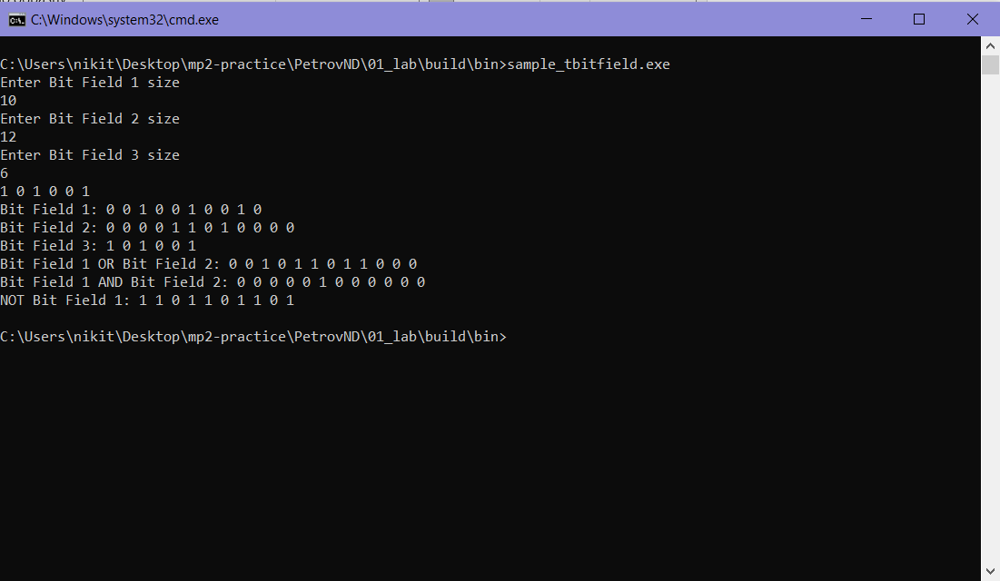 C:\Windows\system32\cmd.exe
C:\Users\nikit\Desktop\mp2-practice\PetrovND\01_lab\build\bin>sample_tbitfield.exe
Enter Bit Field 1 size
10
Enter Bit Field 2 size
12
Enter Bit Field 3 size
6
1 0 1 0 0 1
Bit Field 1: 0 0 1 0 0 1 0 0 1 0
Bit Field 2: 0 0 0 0 1 1 0 1 0 0 0 0
Bit Field 3: 1 0 1 0 0 1
Bit Field 1 OR Bit Field 2: 0 0 1 0 1 1 0 1 1 0 0 0
Bit Field 1 AND Bit Field 2: 0 0 0 0 0 1 0 0 0 0 0 0
NOT Bit Field 1: 1 1 0 1 1 0 1 1 0 1
C:\Users\nikit\Desktop\mp2-practice\PetrovND\01_lab\build\bin>